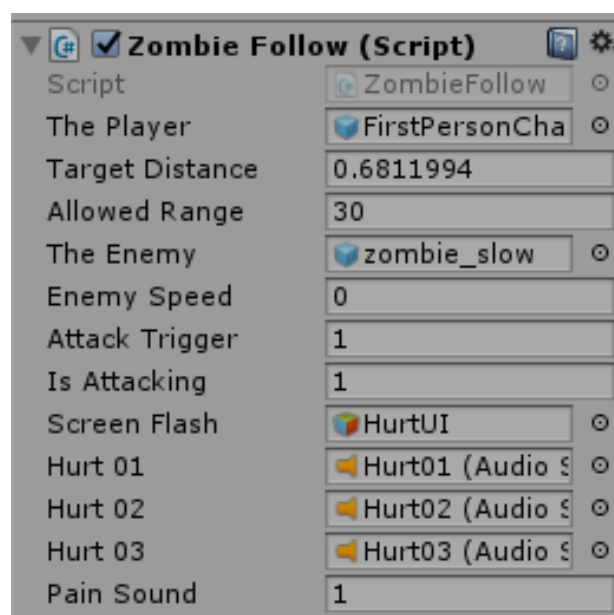 Zombie Follow (Script)
Script ZombieFollow
The Player FirstPersonCha
Target Distance 0.6811994
Allowed Range 30
The Enemy zombie_slow
Enemy Speed 0
Attack Trigger 1
Is Attacking 1
Screen Flash HurtUI
Hurt 01 Hurt01 (Audio S
Hurt 02 Hurt02 (Audio S
Hurt 03 Hurt03 (Audio S
Pain Sound 1